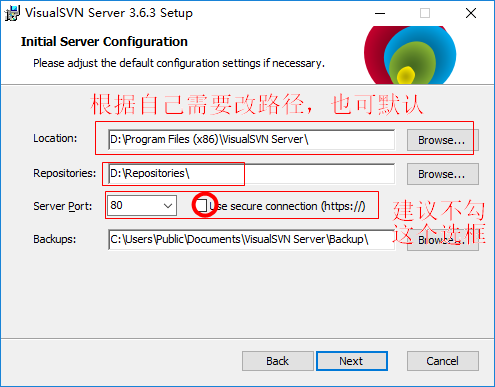 VisualSVN Server 3.6.3 Setup
Initial Server Configuration
Please adjust the default configuration settings if necessary.
根据自己需要改路径，也可默认
Location:
D:\Program Files (x86)\VisualSVN Server\
Browse...
Repositories:
D:\Repositories\
Browse...
Server Port:
80
Use secure connection (https://)
建议不勾
这个选框
Backups:
C:\Users\Public\Documents\VisualSVN Server\Backup\
Browse...
Back
Next
Cancel